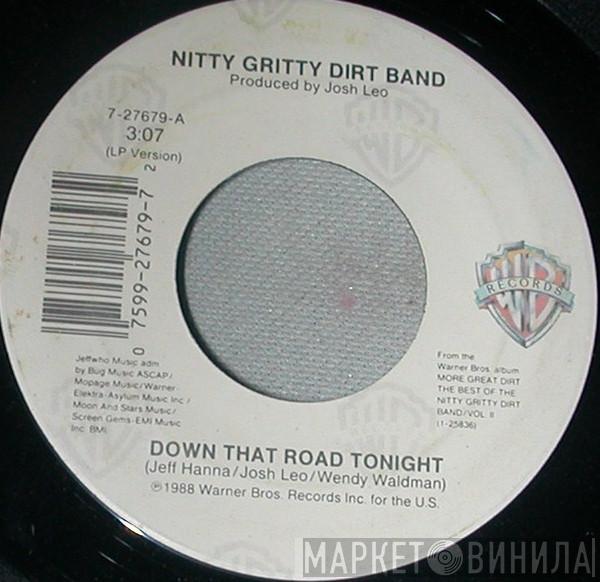 NITTY GRITTY DIRT BAND
Produced by Josh Leo
7-27679-A
3:07
(LP Version)
0 7599-27679-7 2
WB
RECORDS
Jeffwho Music adm
by Bug Music ASCAP/
Mopage Music/Warner-
Elektra-Asylum Music Inc/
Moon And Stars Music/
Screen Gems-EMI Music
Inc. BMI
From the
Warner Bros. album
MORE GREAT DIRT
THE BEST OF THE
NITTY GRITTY DIRT
BAND/VOL. II
(1-25836)
DOWN THAT ROAD TONIGHT
(Jeff Hanna/Josh Leo/Wendy Waldman)
℗1988 Warner Bros. Records Inc. for the U.S.
МАРКЕТ ВИНИЛА